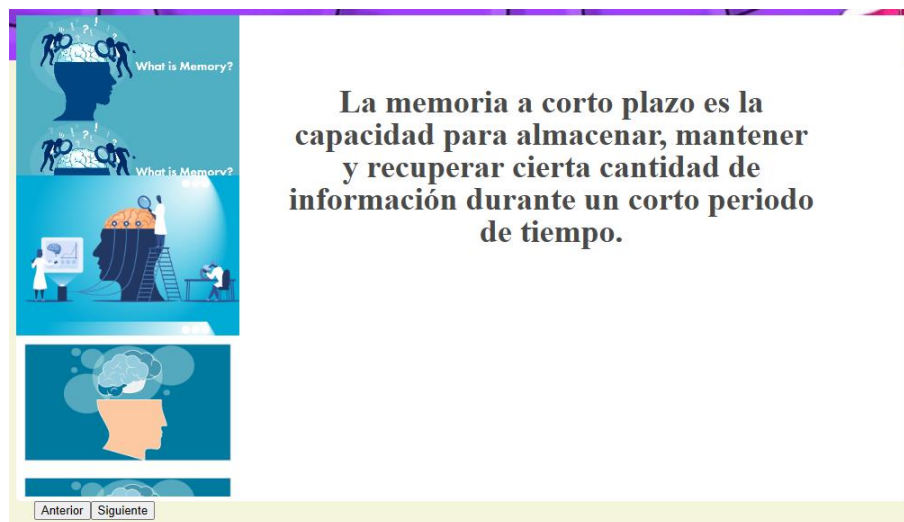 What is Memory?
What is Memory?
La memoria a corto plazo es la
capacidad para almacenar, mantener
y recuperar cierta cantidad de
información durante un corto periodo
de tiempo.
Anterior
Siguiente